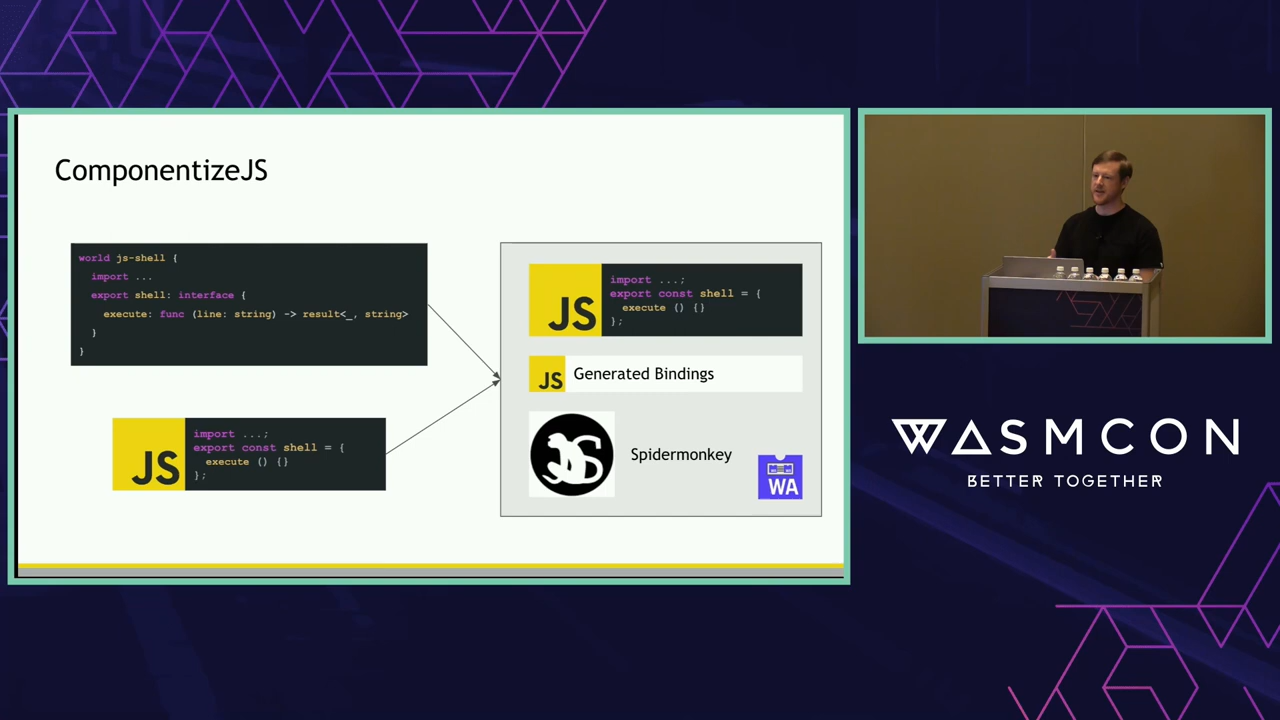 ComponentizeJS
world js-shell {
import ...
export shell: interface {
execute: func (line: string) -> result<_, string>
}
}
JS
import ...;
export const shell = {
execute () {}
};
JS
import ...;
export const shell = {
execute () {}
};
JS Generated Bindings
Spidermonkey
WA
WASMCON
BETTER TOGETHER